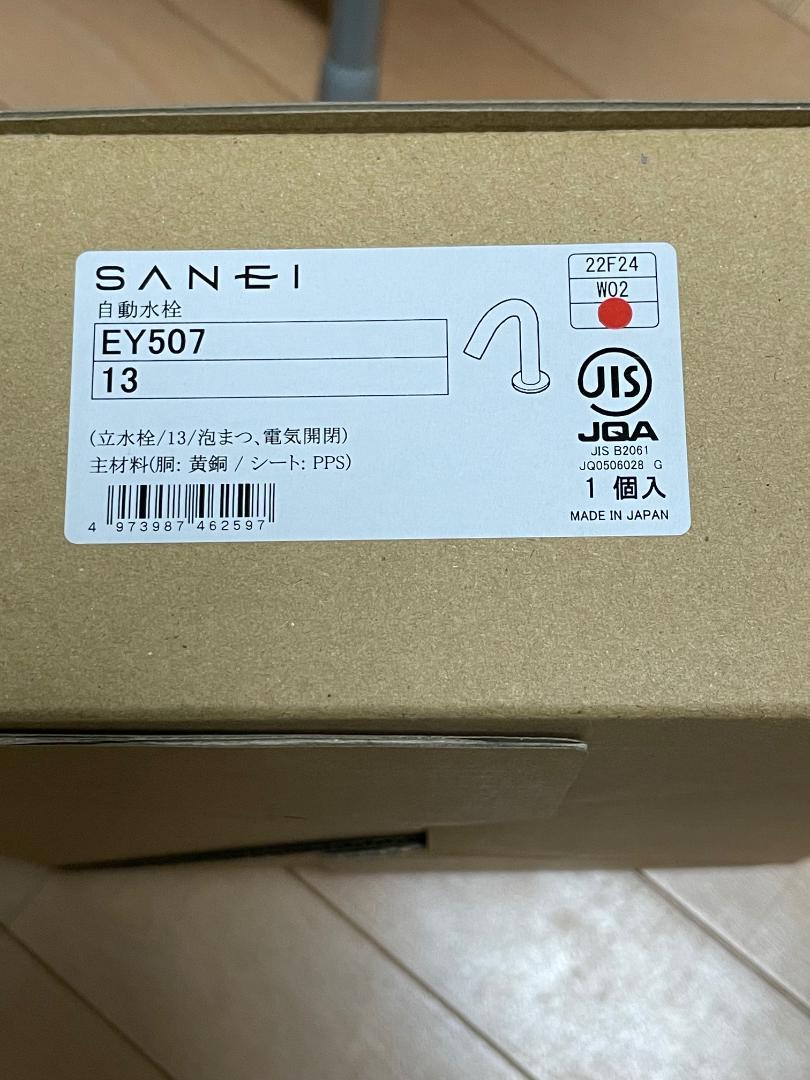 SANEI
自動水栓
EY507
13
(立水栓/13/泡まつ、電気開閉)
主材料(胴: 黄銅 / シート: PPS)
4 973987 462597
22F24
W02
JIS
JQA
JIS B2061
JQ0506028 G
1 個入
MADE IN JAPAN